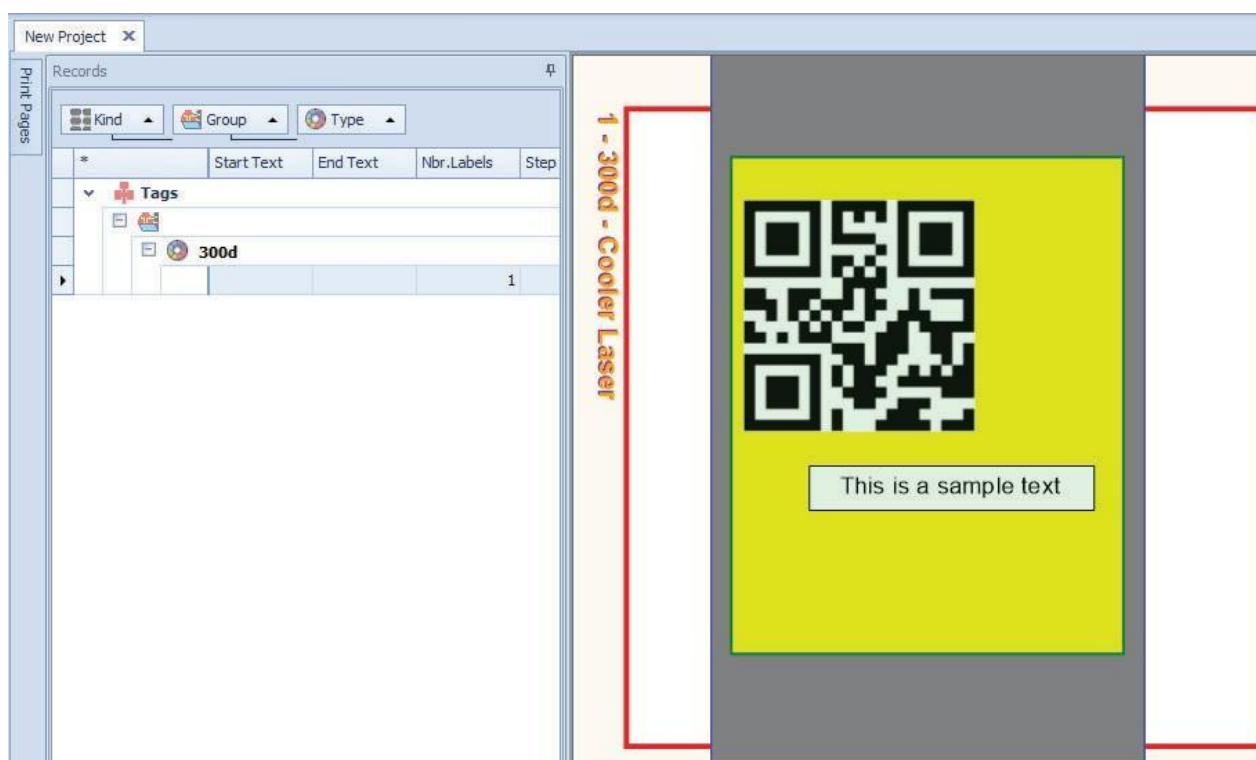 New Project
Print Pages
Records
Kind Group Type
* Start Text End Text Nbr.Labels Step
Tags
300d
1
1 - 300d - Cooler Laser
This is a sample text